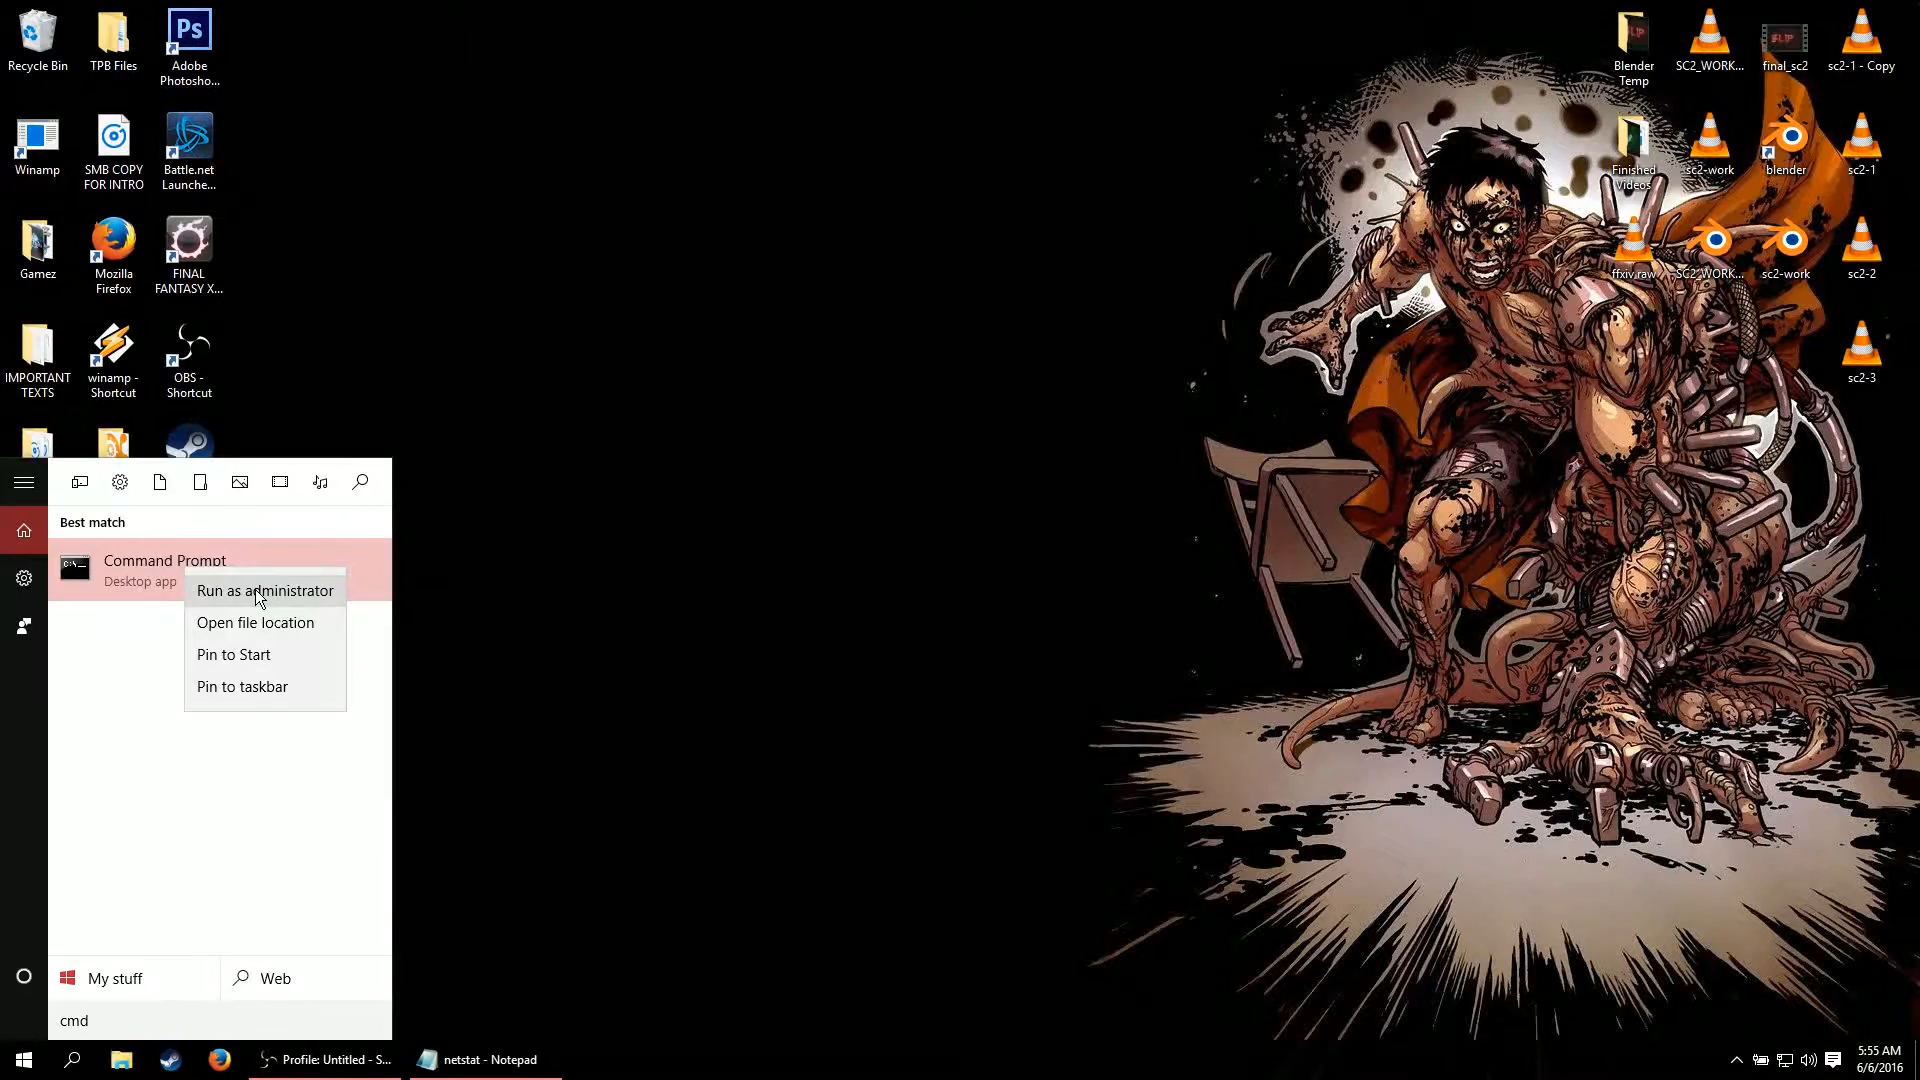 Recycle Bin
TPB Files
Adobe
Photosho...
Ps
Winamp
SMB COPY
FOR INTRO
Battle.net
Launche...
Gamez
Mozilla
Firefox
FINAL
FANTASY X...
IMPORTANT
TEXTS
winamp -
Shortcut
OBS -
Shortcut
Blender
Temp
SC2_WORK...
final_sc2
sc2-1 - Copy
Finished
Videos
sc2-work
blender
sc2-1
ffxiv.raw
SC2_WORK...
sc2-work
sc2-2
sc2-3
Best match
Command Prompt
Desktop app
Run as administrator
Open file location
Pin to Start
Pin to taskbar
My stuff
Web
cmd
Profile: Untitled - S...
netstat - Notepad
5:55 AM
6/6/2016